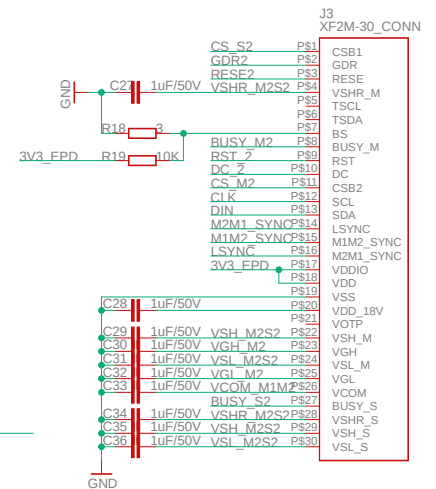 J3
XF2M-30_CONN
CS_S2 P$1 CSB1
GDR2 P$2 GDR
RESE2 P$3 RESE
GND C27 1uF/50V VSHR_M2S2 P$4 VSHR_M
P$5 TSCL
P$6 TSDA
R18 3 P$7 BS
BUSY_M2 P$8 BUSY_M
3V3_EPD R19 10K RST_2 P$9 RST
DC_2 P$10 DC
CS_M2 P$11 CSB2
CLK P$12 SCL
DIN P$13 SDA
M2M1_SYNC P$14 LSYNC
M1M2_SYNC P$15 M1M2_SYNC
LSYNC P$16 M2M1_SYNC
3V3_EPD P$17 VDDIO
P$18 VDD
P$19 VSS
C28 1uF/50V P$20 VDD_18V
P$21 VOTP
C29 1uF/50V VSH_M2S2 P$22 VSH_M
C30 1uF/50V VGH_M2 P$23 VGH
C31 1uF/50V VSL_M2S2 P$24 VSL_M
C32 1uF/50V VGL_M2 P$25 VGL
C33 1uF/50V VCOM_M1M2 P$26 VCOM
BUSY_S2 P$27 BUSY_S
C34 1uF/50V VSHR_M2S2 P$28 VSHR_S
C35 1uF/50V VSH_M2S2 P$29 VSH_S
C36 1uF/50V VSL_M2S2 P$30 VSL_S
GND